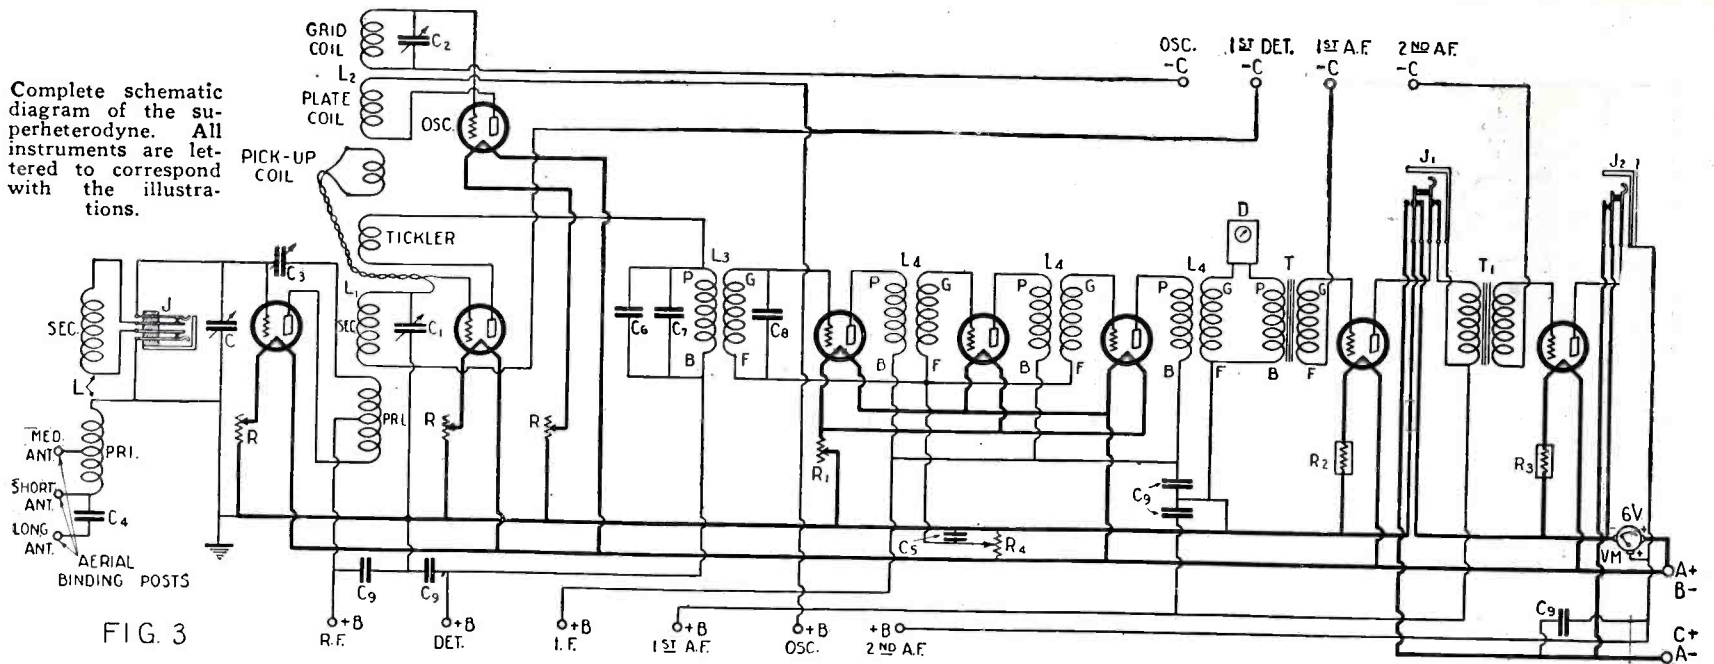 Complete schematic
diagram of the su-
perheterodyne. All
instruments are let-
tered to correspond
with the illustra-
tions.
GRID
COIL
C2
L2
PLATE
COIL
OSC.
PICK-UP
COIL
TICKLER
OSC.
-C
1ST DET.
-C
1ST A.F.
-C
2ND A.F.
-C
J1
J2
D
C3
L1
L3
L4
L4
L4
T
T1
SEC.
J
C
SEC
C1
C6
C7
P
B
G
F
C8
P
B
G
F
P
B
G
F
P
B
G
F
P
B
G
F
L
PRI.
MED.
ANT.
SHORT
ANT.
LONG
ANT.
C4
AERIAL
BINDING POSTS
R
PRI.
R
R
R1
C9
R2
R3
C5
R4
6V
VM
+
- +
A+
B-
C9
C9
C9
C+
A-
+B
R.F.
+B
DET.
+B
I.F.
+B
1ST A.F.
+B
OSC.
+B
2ND A.F.
FIG. 3